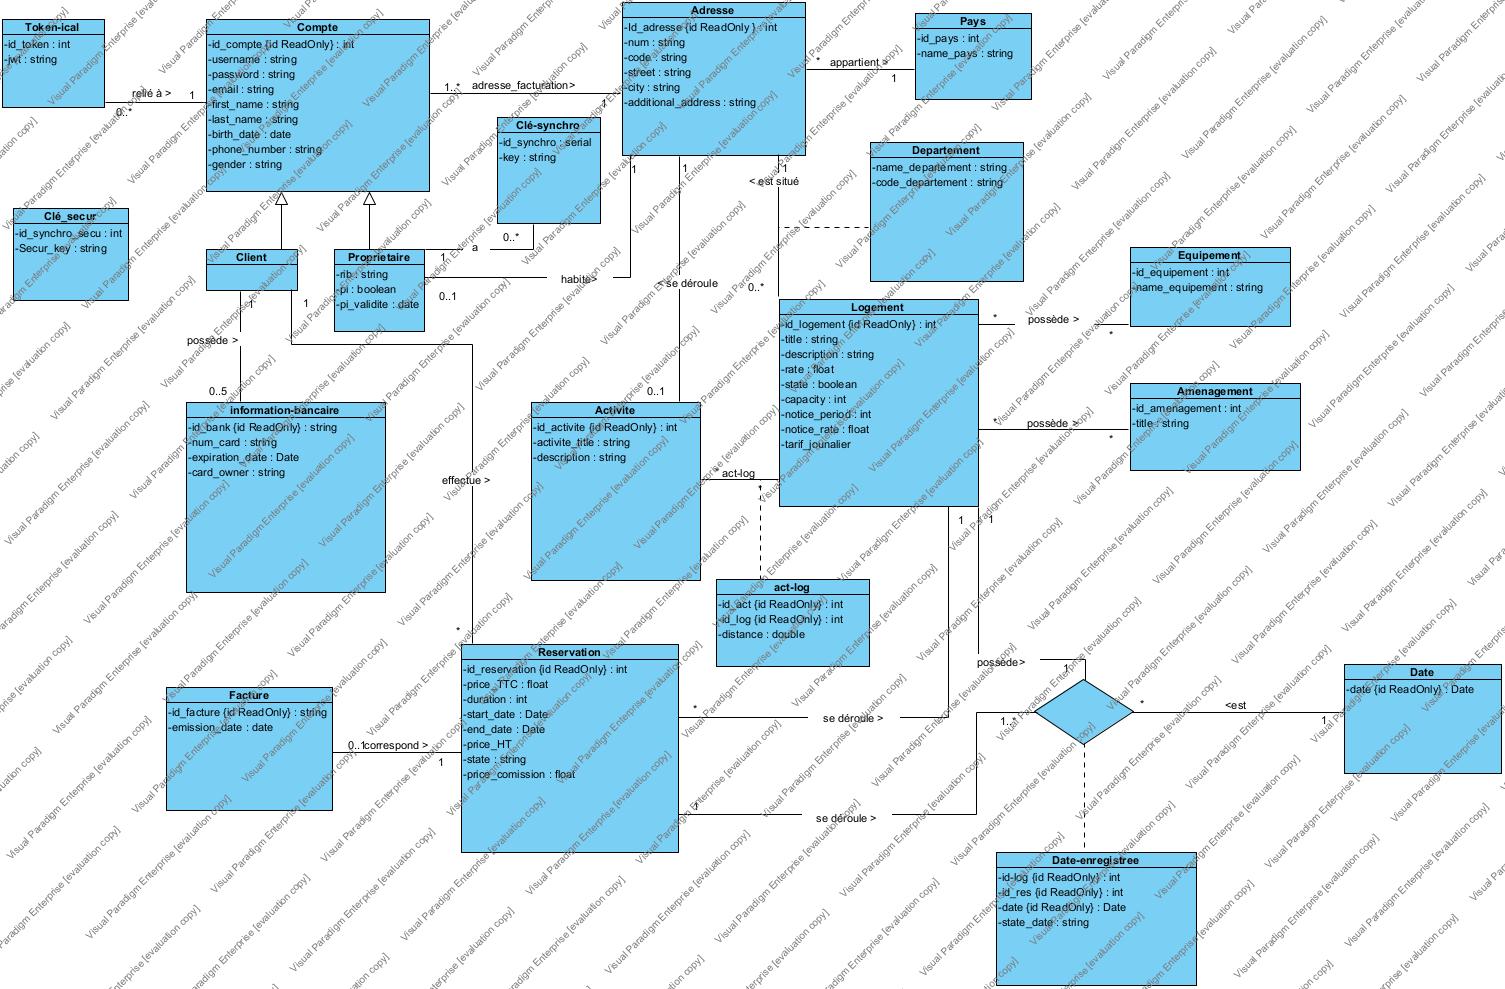 Token-ical
-id_token : int
-jwt : string
Compte
-id_compte {id ReadOnly} : int
-username : string
-password : string
-email : string
-first_name : string
-last_name : string
-birth_date : date
-phone_number : string
-gender : string
Adresse
-Id_adresse {id ReadOnly} : int
-num : string
-code : string
-street : string
-city : string
-additional_address : string
Pays
-id_pays : int
-name_pays : string
relié à >
1
0..*
1..*
adresse_facturation>
1
*
appartient >
1
Clé-synchro
-id_synchro : serial
-key : string
Departement
-name_departement : string
-code_departement : string
1
1
1
< est situé
Clé_secur
-id_synchro_secu : int
-Secur_key : string
Client
Proprietaire
-rib : string
-pi : boolean
-pi_validite : date
0..*
a
1
habite>
0..1
< se déroule
0..*
Equipement
-id_equipement : int
-name_equipement : string
Logement
-id_logement {id ReadOnly} : int
-title : string
-description : string
-rate : float
-state : boolean
-capacity : int
-notice_period : int
-notice_rate : float
-tarif_jounalier
*
possède >
*
1
1
possède >
0..5
0..1
Amenagement
-id_amenagement : int
-title : string
*
possède >
*
information-bancaire
-id_bank {id ReadOnly} : string
-num_card : string
-expiration_date : Date
-card_owner : string
Activite
-id_activite {id ReadOnly} : int
-activite_title : string
-description : string
effectue >
*
act-log
*
1
1
act-log
-id_act {id ReadOnly} : int
-id_log {id ReadOnly} : int
-distance : double
*
Reservation
-id_reservation {id ReadOnly} : int
-price_TTC : float
-duration : int
-start_date : Date
-end_date : Date
-price_HT
-state : string
-price_comission : float
possède>
1
Date
-date {id ReadOnly} : Date
Facture
-id_facture {id ReadOnly} : string
-emission_date : date
0..1
correspond >
1
*
se déroule >
1..*
*
<est
1
1
se déroule >
Date-enregistree
-id-log {id ReadOnly} : int
-id_res {id ReadOnly} : int
-date {id ReadOnly} : Date
-state_date : string
Visual Paradigm Enterprise [evaluation copy]